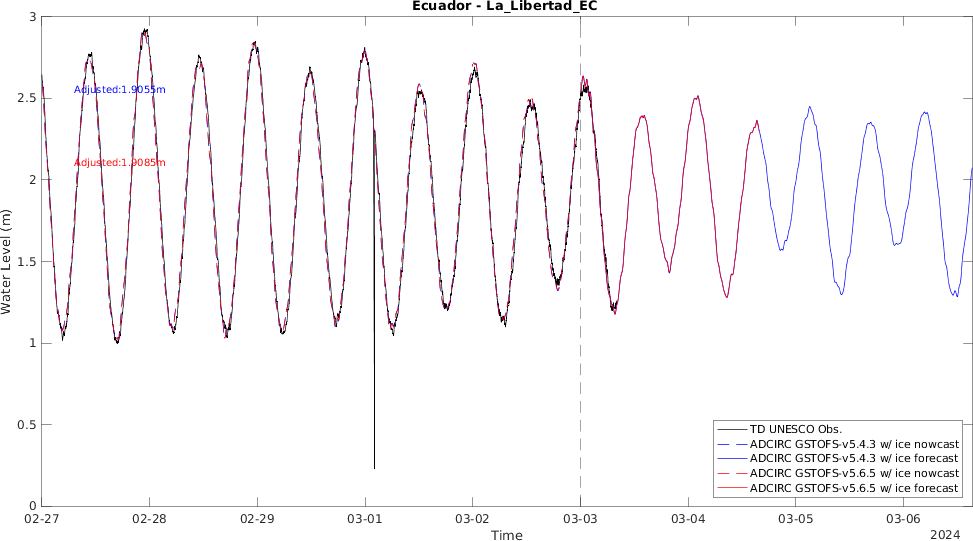 Ecuador - La_Libertad_EC
3
2.5
2
1.5
1
0.5
0
Water Level (m)
Adjusted:1.9055m
Adjusted:1.9085m
TD UNESCO Obs.
ADCIRC GSTOFS-v5.4.3 w/ ice nowcast
ADCIRC GSTOFS-v5.4.3 w/ ice forecast
ADCIRC GSTOFS-v5.6.5 w/ ice nowcast
ADCIRC GSTOFS-v5.6.5 w/ ice forecast
02-27 02-28 02-29 03-01 03-02 03-03 03-04 03-05 03-06
Time
2024